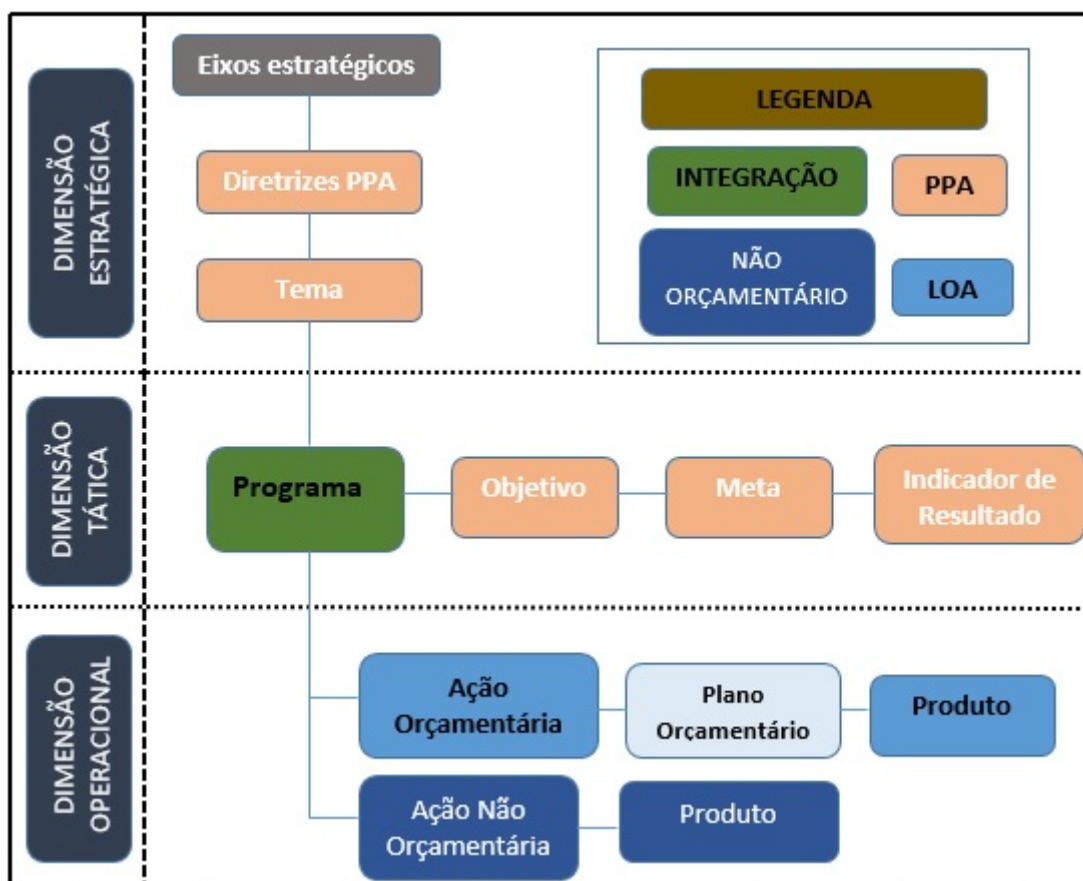 DIMENSÃO
ESTRATÉGICA
Eixos estratégicos
Diretrizes PPA
Tema
LEGENDA
INTEGRAÇÃO
PPA
NÃO
ORÇAMENTÁRIO
LOA
DIMENSÃO
TÁTICA
Programa
Objetivo
Meta
Indicador de
Resultado
DIMENSÃO
OPERACIONAL
Ação
Orçamentária
Plano
Orçamentário
Produto
Ação Não
Orçamentária
Produto